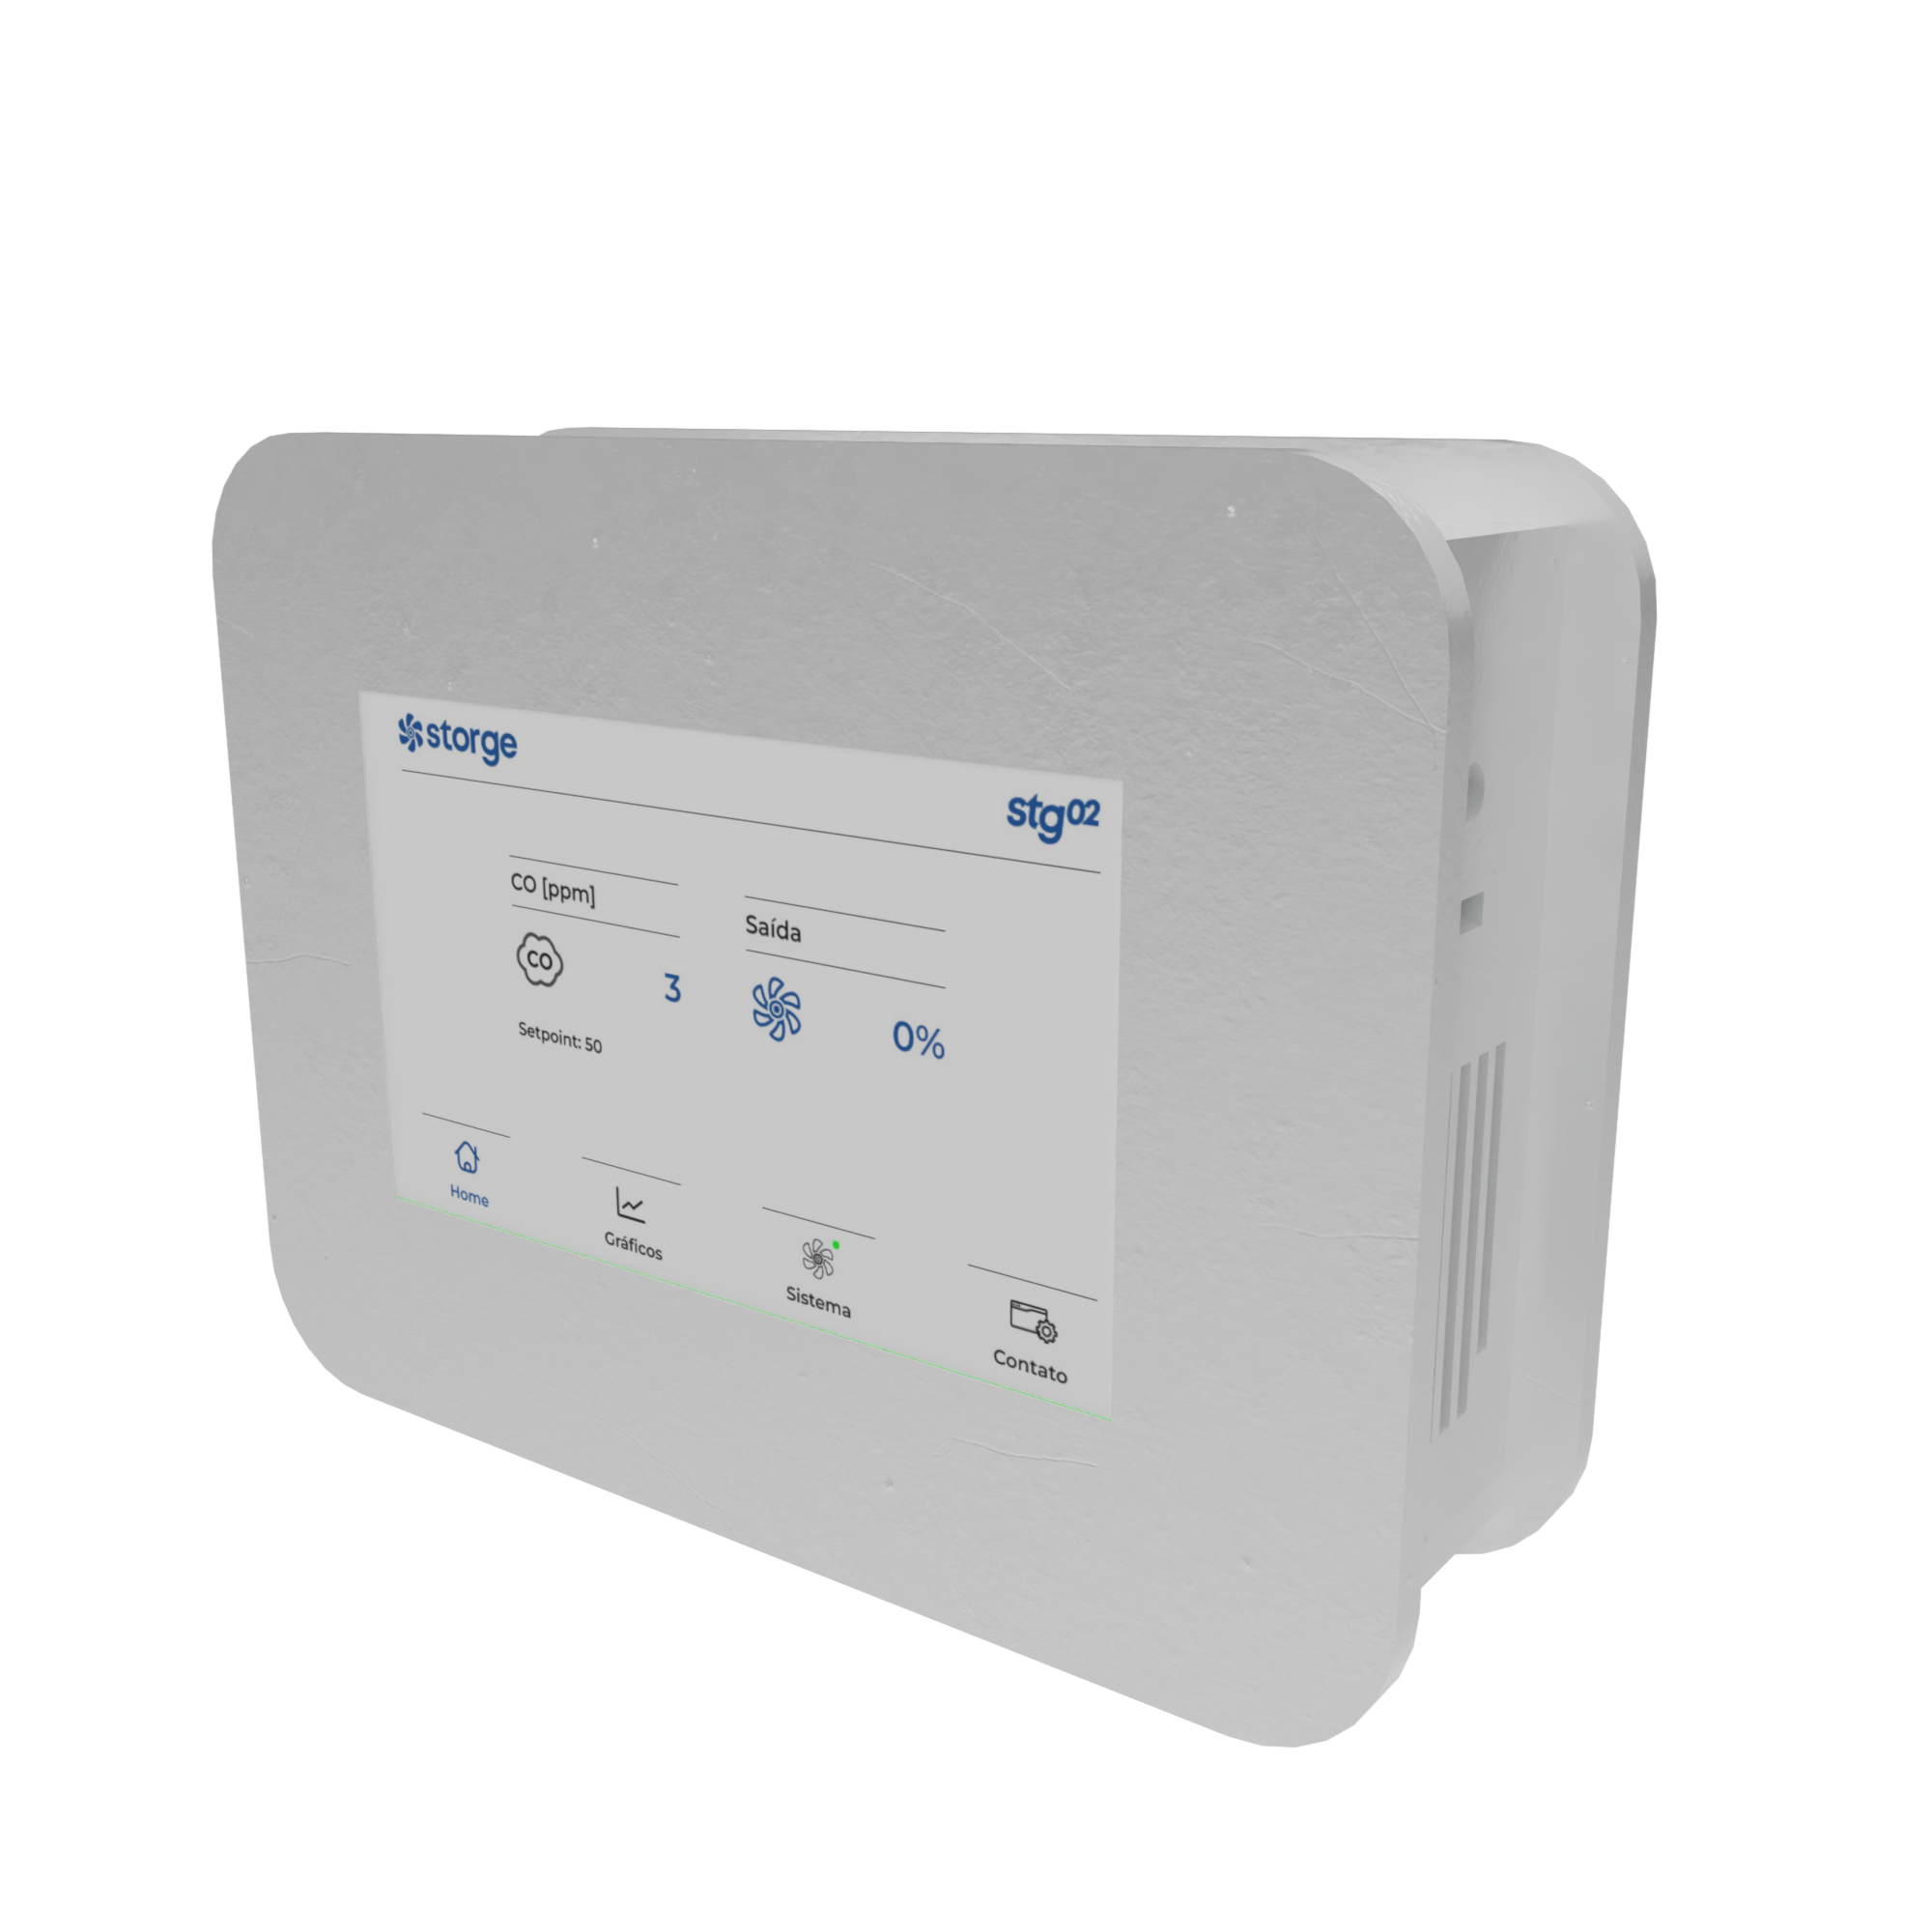 storge
stg02
CO [ppm]
CO
3
Setpoint: 50
Saída
0%
Home
Gráficos
Sistema
Contato